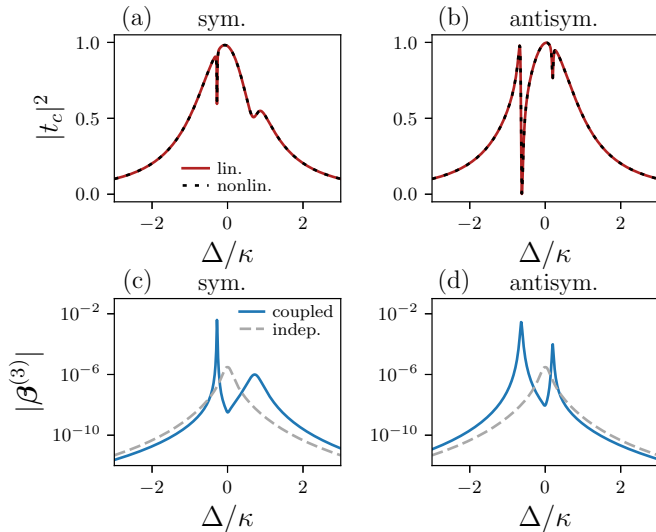 (a) sym.
(b) antisym.
|t_c|^2
1.0
0.5
0.0
lin.
nonlin.
−2 0 2
Δ/κ
1.0
0.5
0.0
−2 0 2
Δ/κ
(c) sym.
(d) antisym.
|β^{(3)}|
10^{−2}
10^{−6}
10^{−10}
coupled
indep.
−2 0 2
Δ/κ
10^{−2}
10^{−6}
10^{−10}
−2 0 2
Δ/κ